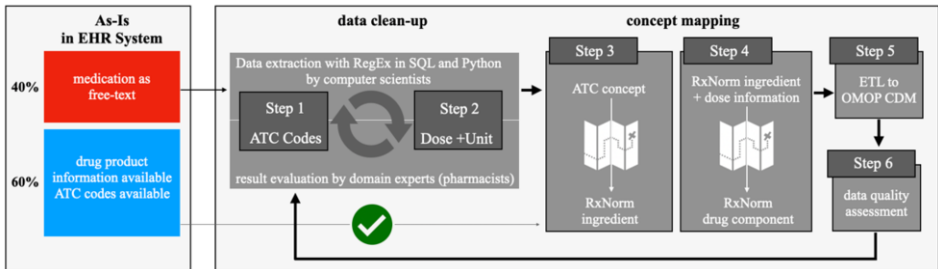 As-Is
in EHR System
data clean-up
concept mapping
40%
medication as
free-text
60%
drug product
information available
ATC codes available
Data extraction with RegEx in SQL and Python
by computer scientists
Step 1
ATC Codes
Step 2
Dose +Unit
result evaluation by domain experts (pharmacists)
Step 3
ATC concept
RxNorm
ingredient
Step 4
RxNorm ingredient
+ dose information
RxNorm
drug component
Step 5
ETL to
OMOP CDM
Step 6
data quality
assessment